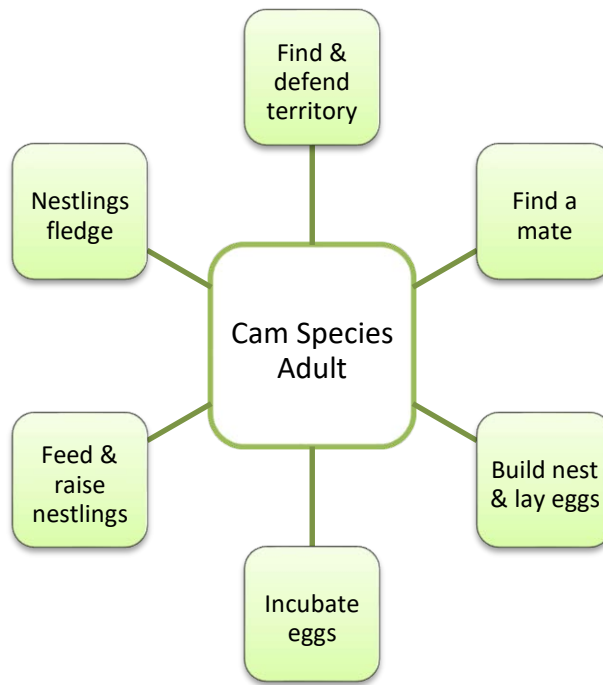 Find &
defend
territory
Nestlings
fledge
Find a
mate
Cam Species
Adult
Feed &
raise
nestlings
Build nest
& lay eggs
Incubate
eggs